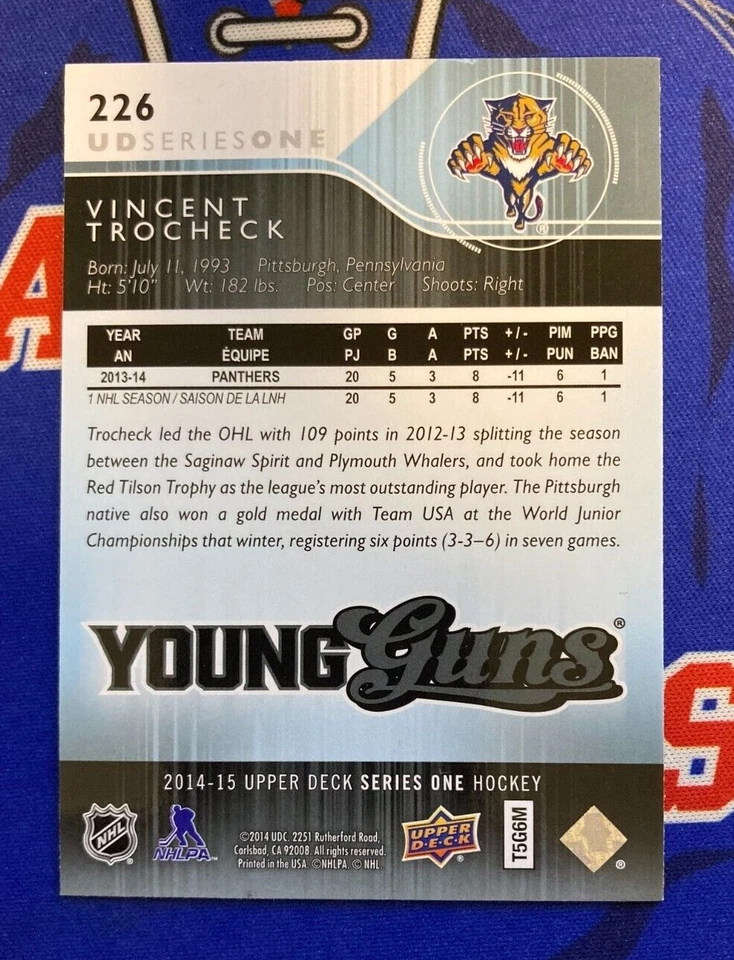 226
UDSERIESONE
VINCENT
TROCHECK
®
Born: July 11, 1993 Pittsburgh, Pennsylvania
Ht: 5'10" Wt: 182 lbs. Pos: Center Shoots: Right
YEAR TEAM GP G A PTS +/- PIM PPG
AN ÉQUIPE PJ B A PTS +/- PUN BAN
2013-14 PANTHERS 20 5 3 8 -11 6 1
1 NHL SEASON / SAISON DE LA LNH 20 5 3 8 -11 6 1
Trocheck led the OHL with 109 points in 2012-13 splitting the season
between the Saginaw Spirit and Plymouth Whalers, and took home the
Red Tilson Trophy as the league's most outstanding player. The Pittsburgh
native also won a gold medal with Team USA at the World Junior
Championships that winter, registering six points (3-3–6) in seven games.
YOUNG Guns®
2014-15 UPPER DECK SERIES ONE HOCKEY
NHL
NHLPA
©2014 UDC. 2251 Rutherford Road,
Carlsbad, CA 92008. All rights reserved.
Printed in the USA. ©NHLPA. © NHL.
UPPER
D·E·C·K
®
T5G6M
®
A
S